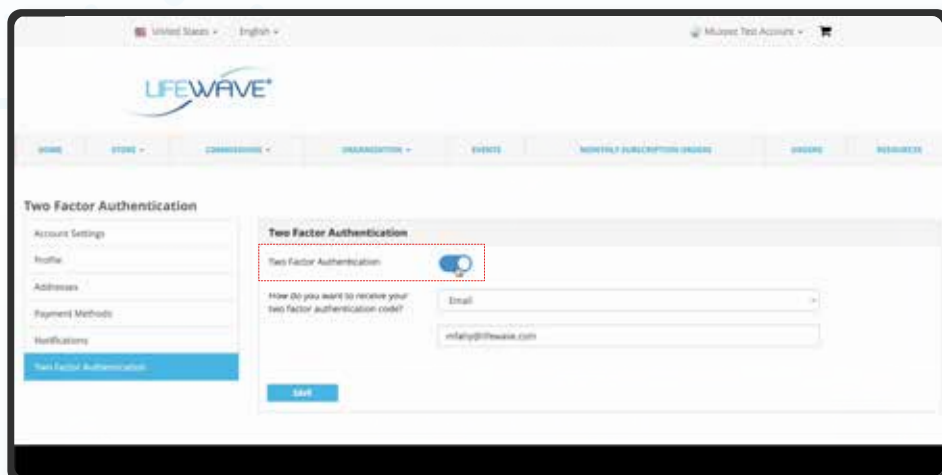 United States
English
Muopet Test Account
LIFEWAVE®
HOME
STORE
COMMISSIONS
ORGANIZATION
EVENTS
MONTHLY SUBSCRIPTION ORDERS
ORDERS
RESOURCES
Two Factor Authentication
Account Settings
Profile
Addresses
Payment Methods
Notifications
Two Factor Authentication
Two Factor Authentication
Two Factor Authentication
How do you want to receive your
two factor authentication code?
Email
mfahy@lifewave.com
SAVE